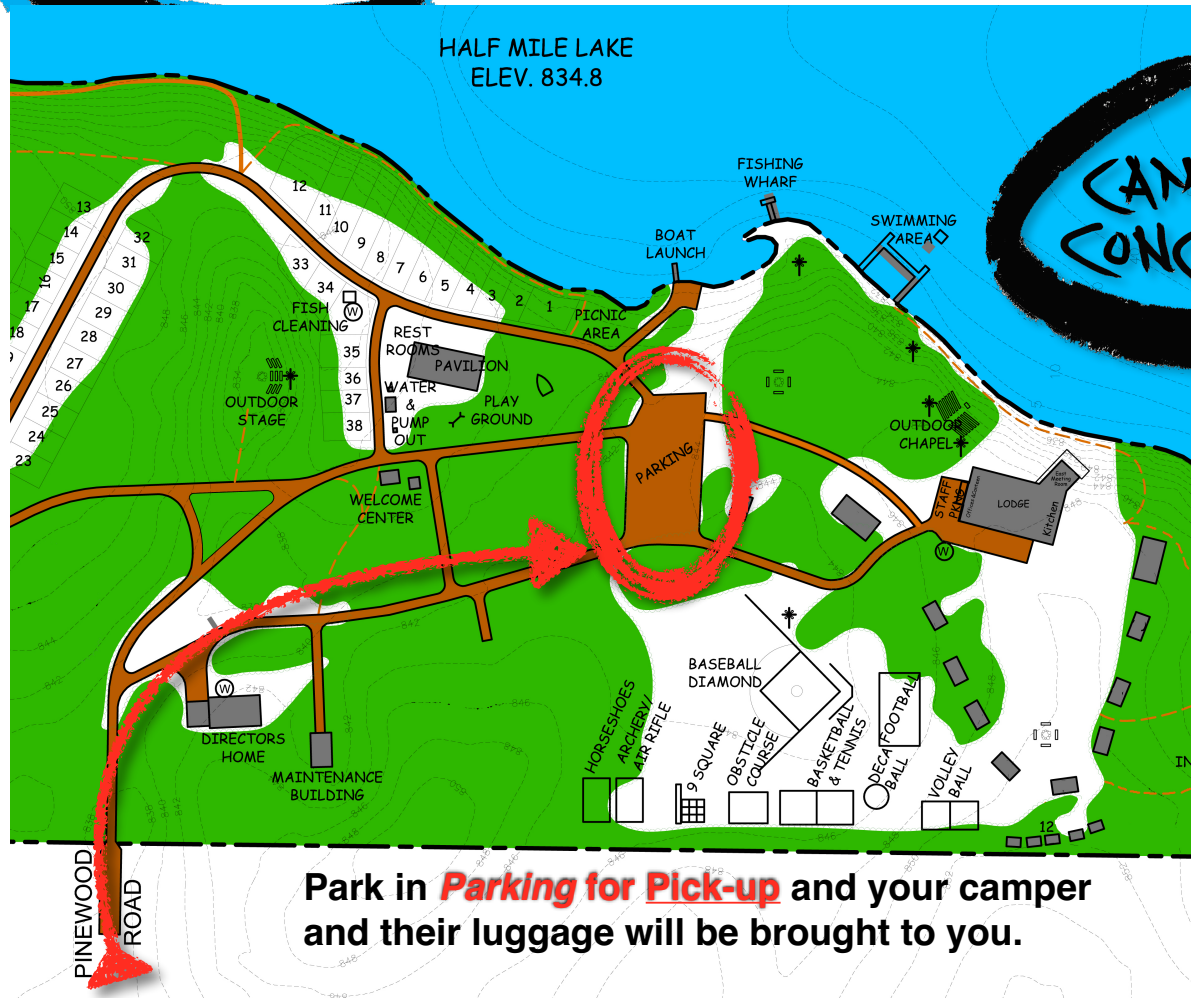 HALF MILE LAKE
ELEV. 834.8
FISHING
WHARF
SWIMMING
AREA
BOAT
LAUNCH
PICNIC
AREA
12
11
10
9
8
7
6
5
4
3
2
1
13
14
15
16
17
18
32
31
30
29
28
27
26
25
24
23
33
34
FISH
CLEANING
W
35
36
37
38
REST
ROOMS
PAVILION
WATER
&
PUMP
OUT
PLAY
GROUND
OUTDOOR
STAGE
WELCOME
CENTER
PARKING
OUTDOOR
CHAPEL
STAFF
PKNG
LODGE
East
Meeting
Room
Kitchen
W
W
DIRECTORS
HOME
MAINTENANCE
BUILDING
BASEBALL
DIAMOND
HORSESHOES
ARCHERY/
AIR RIFLE
9 SQUARE
OBSTICLE
COURSE
BASKETBALL
& TENNIS
DECA
BALL
FOOTBALL
VOLLEY
BALL
12
PINEWOOD
ROAD
Park in Parking for Pick-up and your camper
and their luggage will be brought to you.